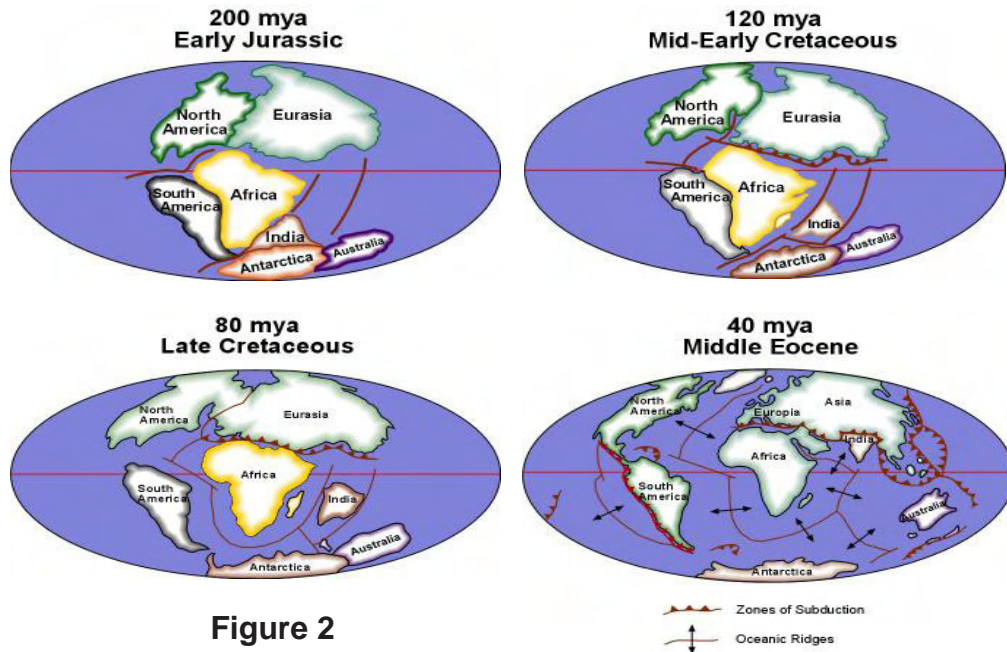 200 mya
Early Jurassic
North
America
Eurasia
South
America
Africa
India
Antarctica
Australia
120 mya
Mid-Early Cretaceous
North
America
Eurasia
South
America
Africa
India
Antarctica
Australia
80 mya
Late Cretaceous
North
America
Eurasia
Africa
South
America
India
Australia
Antarctica
40 mya
Middle Eocene
North
America
Europia
Asia
Africa
India
South
America
Australia
Antarctica
Figure 2
Zones of Subduction
Oceanic Ridges